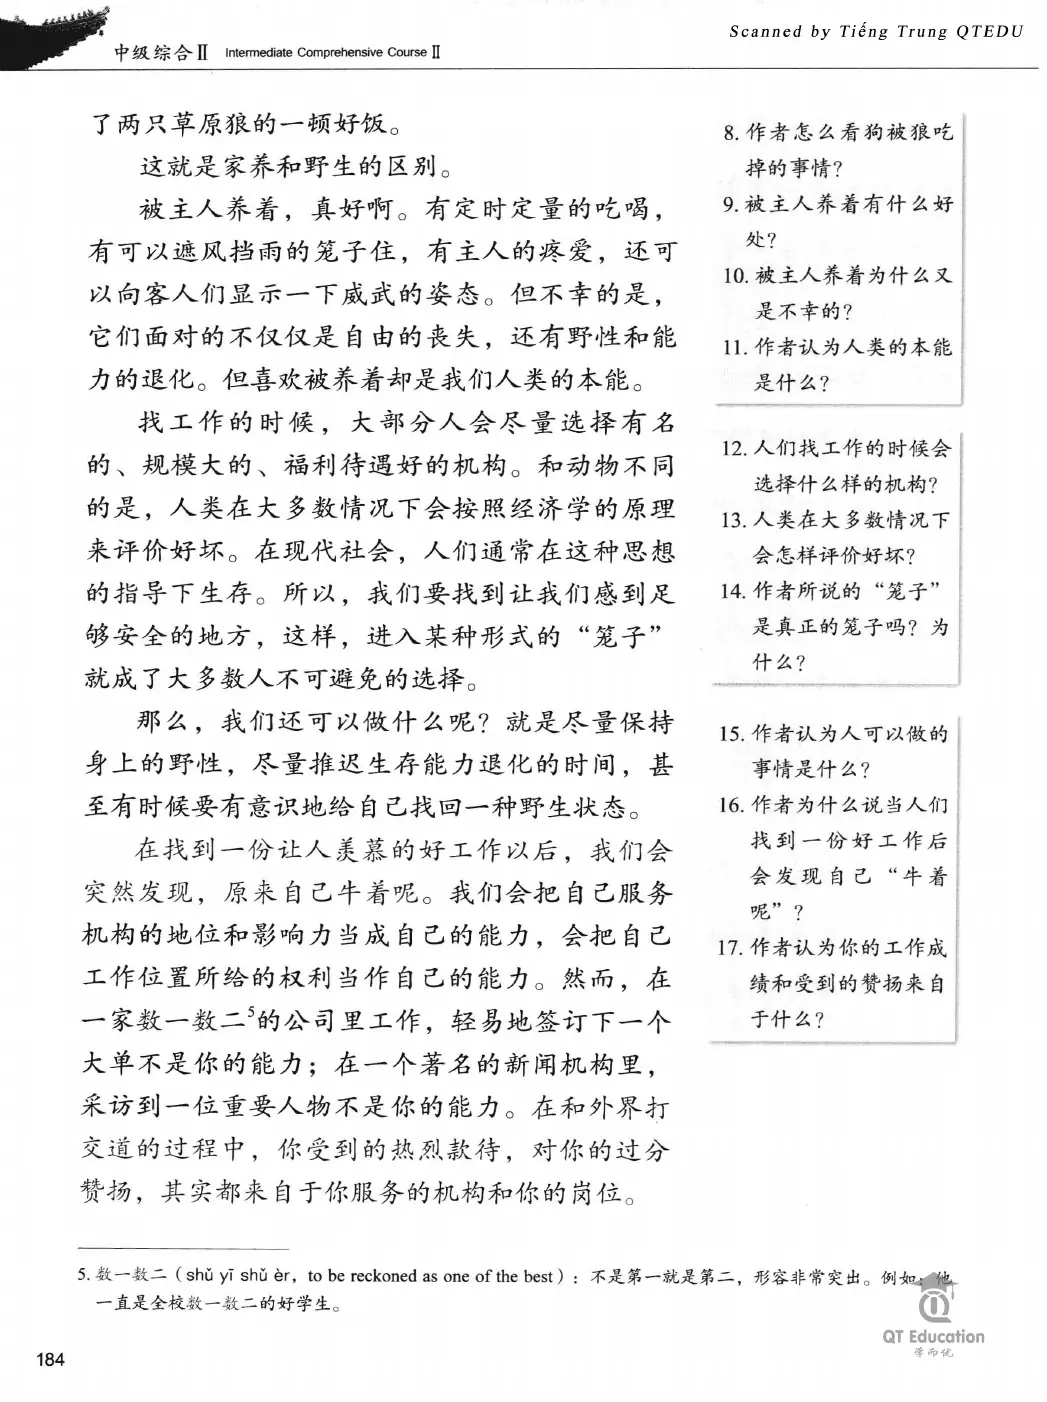 Scanned by Tiếng Trung QTEDU
中级综合Ⅱ Intermediate Comprehensive Course Ⅱ
了两只草原狼的一顿好饭。
这就是家养和野生的区别。
被主人养着，真好啊。有定时定量的吃喝，
有可以遮风挡雨的笼子住，有主人的疼爱，还可
以向客人们显示一下威武的姿态。但不幸的是，
它们面对的不仅仅是自由的丧失，还有野性和能
力的退化。但喜欢被养着却是我们人类的本能。
找工作的时候，大部分人会尽量选择有名
的、规模大的、福利待遇好的机构。和动物不同
的是，人类在大多数情况下会按照经济学的原理
来评价好坏。在现代社会，人们通常在这种思想
的指导下生存。所以，我们要找到让我们感到足
够安全的地方，这样，进入某种形式的“笼子”
就成了大多数人不可避免的选择。
那么，我们还可以做什么呢？就是尽量保持
身上的野性，尽量推迟生存能力退化的时间，甚
至有时候要有意识地给自己找回一种野生状态。
在找到一份让人羡慕的好工作以后，我们会
突然发现，原来自己牛着呢。我们会把自己服务
机构的地位和影响力当成自己的能力，会把自己
工作位置所给的权利当作自己的能力。然而，在
一家数一数二5的公司里工作，轻易地签订下一个
大单不是你的能力；在一个著名的新闻机构里，
采访到一位重要人物不是你的能力。在和外界打
交道的过程中，你受到的热烈款待，对你的过分
赞扬，其实都来自于你服务的机构和你的岗位。
8. 作者怎么看狗被狼吃
掉的事情？
9. 被主人养着有什么好
处？
10. 被主人养着为什么又
是不幸的？
11. 作者认为人类的本能
是什么？
12. 人们找工作的时候会
选择什么样的机构？
13. 人类在大多数情况下
会怎样评价好坏？
14. 作者所说的“笼子”
是真正的笼子吗？为
什么？
15. 作者认为人可以做的
事情是什么？
16. 作者为什么说当人们
找到一份好工作后
会发现自己“牛着
呢”？
17. 作者认为你的工作成
绩和受到的赞扬来自
于什么？
5. 数一数二（shǔ yī shǔ èr，to be reckoned as one of the best）：不是第一就是第二，形容非常突出。例如：他
一直是全校数一数二的好学生。
QT Education
学而优
184